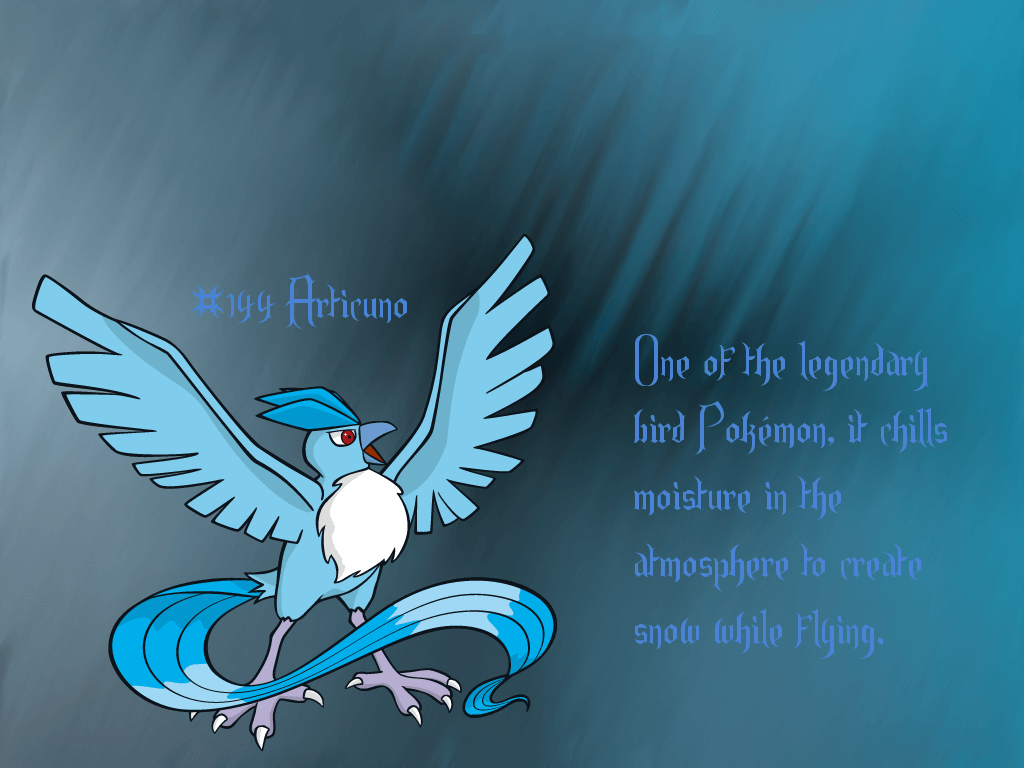 #144 Articuno
One of the legendary
bird Pokémon, it chills
moisture in the
atmosphere to create
snow while flying.